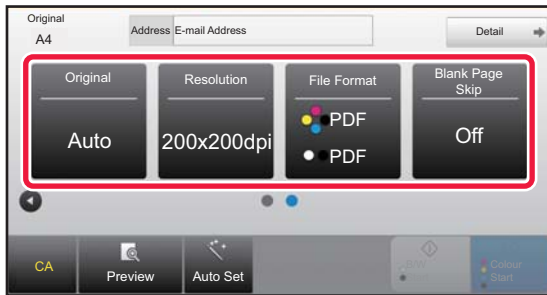 Original
A4
Address E-mail Address
Detail
Original
Resolution
File Format
Blank Page
Skip
Auto
200x200dpi
PDF
PDF
Off
CA
Preview
Auto Set
B/W
Start
Colour
Start